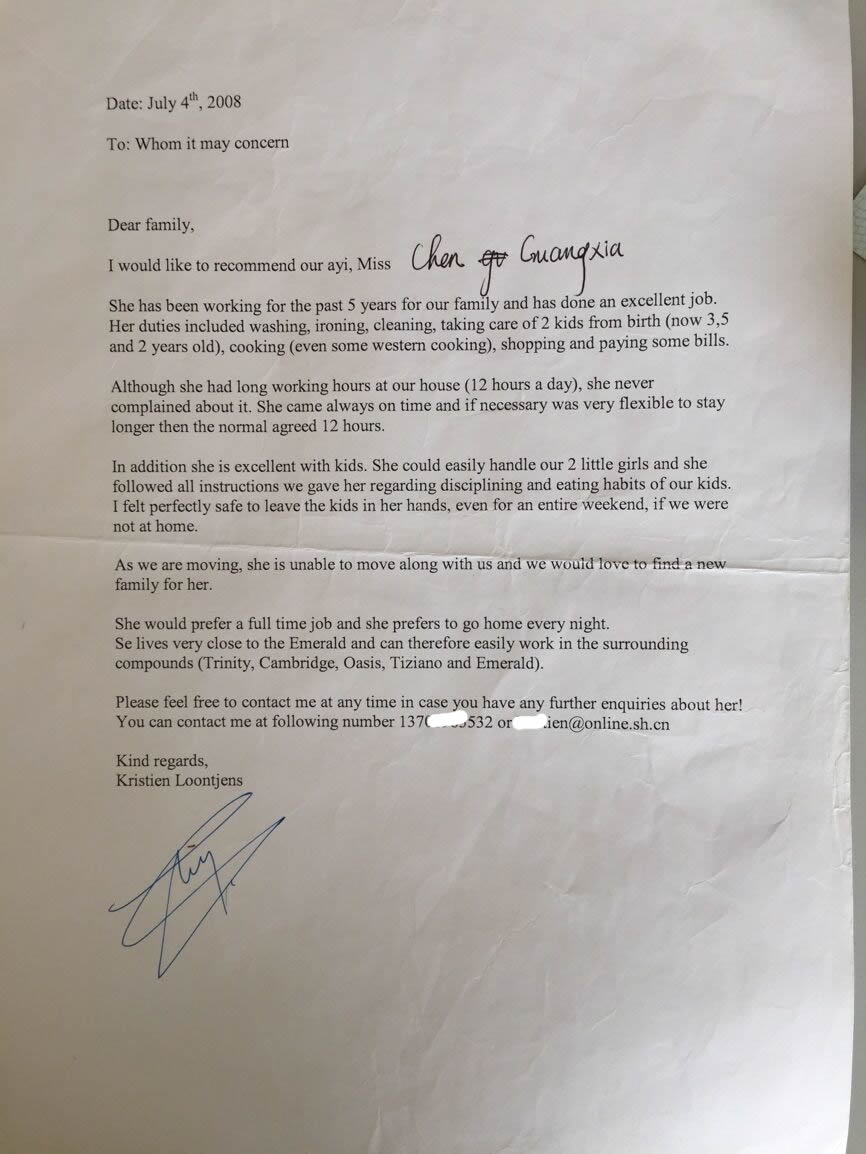 Date: July 4th, 2008
To: Whom it may concern
Dear family,
I would like to recommend our ayi, Miss Chen Guangxia
She has been working for the past 5 years for our family and has done an excellent job.
Her duties included washing, ironing, cleaning, taking care of 2 kids from birth (now 3,5
and 2 years old), cooking (even some western cooking), shopping and paying some bills.
Although she had long working hours at our house (12 hours a day), she never
complained about it. She came always on time and if necessary was very flexible to stay
longer then the normal agreed 12 hours.
In addition she is excellent with kids. She could easily handle our 2 little girls and she
followed all instructions we gave her regarding disciplining and eating habits of our kids.
I felt perfectly safe to leave the kids in her hands, even for an entire weekend, if we were
not at home.
As we are moving, she is unable to move along with us and we would love to find a new
family for her.
She would prefer a full time job and she prefers to go home every night.
Se lives very close to the Emerald and can therefore easily work in the surrounding
compounds (Trinity, Cambridge, Oasis, Tiziano and Emerald).
Please feel free to contact me at any time in case you have any further enquiries about her!
You can contact me at following number 137 532 or ien@online.sh.cn
Kind regards,
Kristien Loontjens